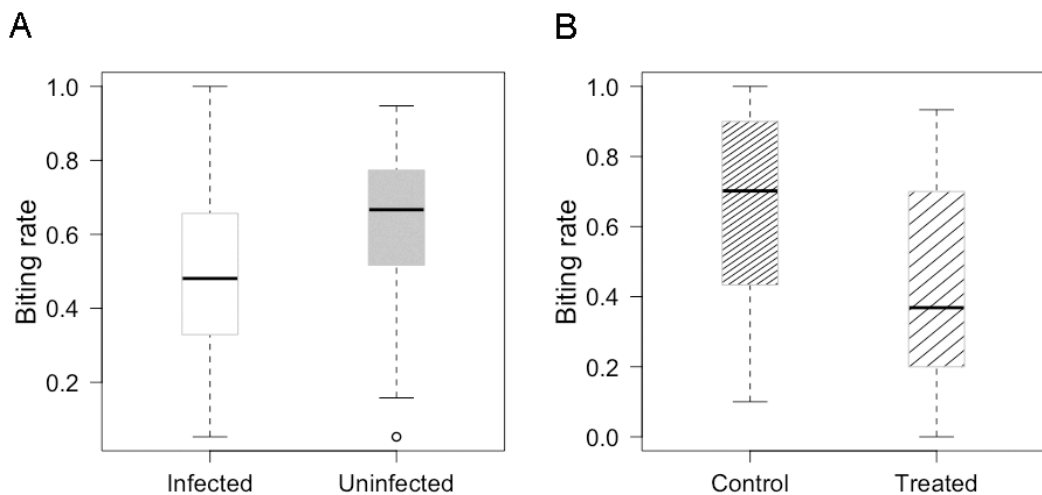 A
Biting rate
1.0
0.8
0.6
0.4
0.2
Infected Uninfected
B
Biting rate
1.0
0.8
0.6
0.4
0.2
0.0
Control Treated